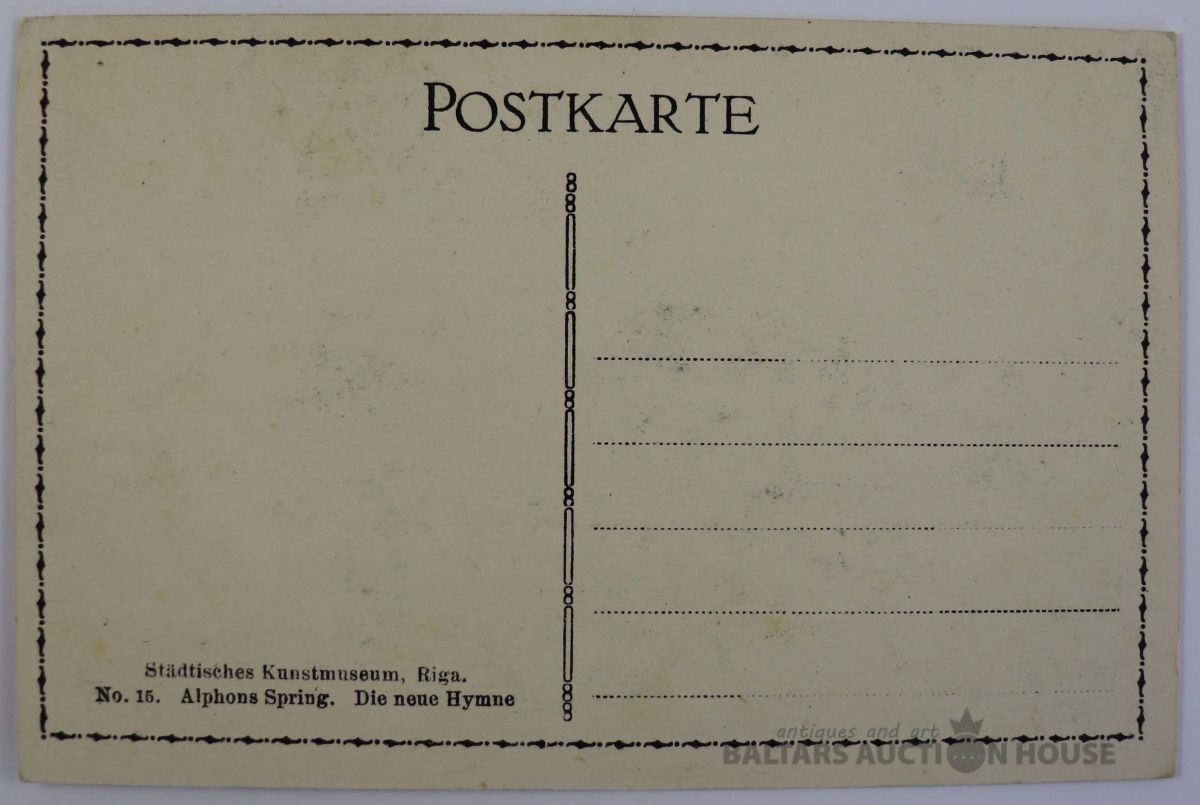 POSTKARTE
Städtisches Kunstmuseum, Riga.
No. 15. Alphons Spring. Die neue Hymne
antiques and art
BALTARS AUCTION HOUSE